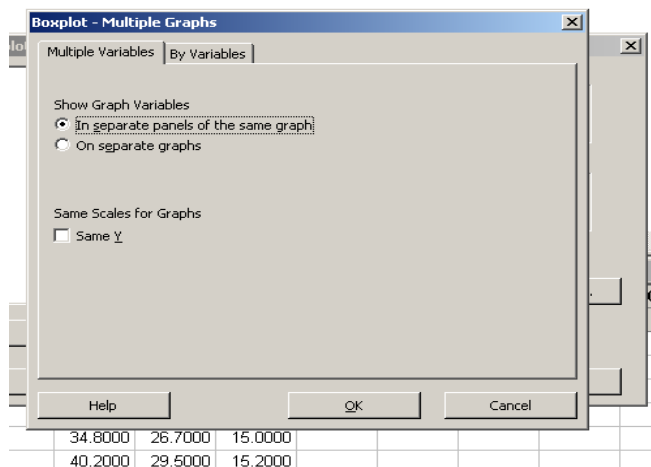 Boxplot - Multiple Graphs
Multiple Variables
By Variables
Show Graph Variables
In separate panels of the same graph
On separate graphs
Same Scales for Graphs
Same Y
Help
OK
Cancel
34.8000 26.7000 15.0000
40.2000 29.5000 15.2000